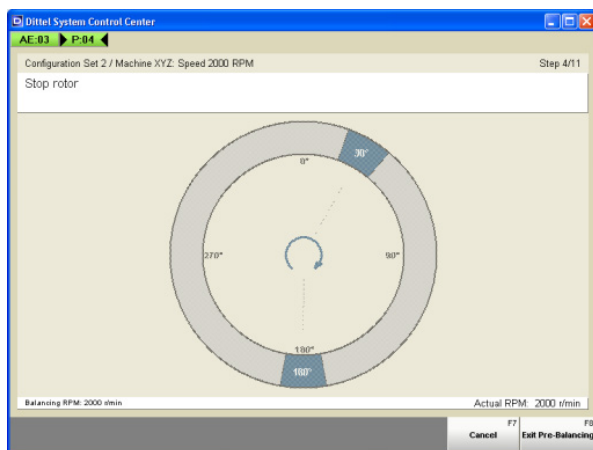 Dittel System Control Center
AE:03 P:04
Configuration Set 2 / Machine XYZ: Speed 2000 RPM Step 4/11
Stop rotor
30°
0°
270° 90°
180°
180°
Balancing RPM: 2000 r/min Actual RPM: 2000 r/min
F7 F8
Cancel Exit Pre-Balancing